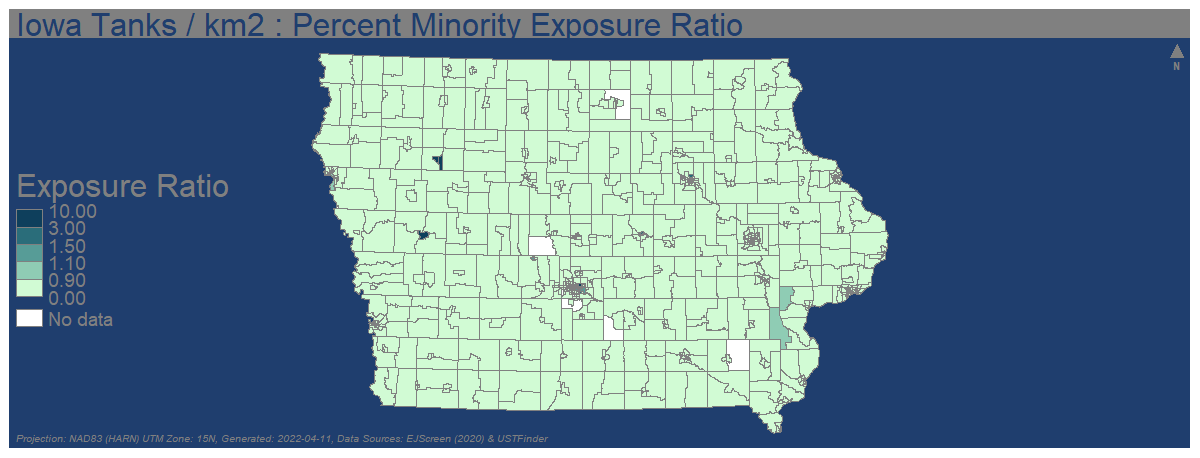 Iowa Tanks / km2 : Percent Minority Exposure Ratio
N
Exposure Ratio
10.00
3.00
1.50
1.10
0.90
0.00
No data
Projection: NAD83 (HARN) UTM Zone: 15N, Generated: 2022-04-11, Data Sources: EJScreen (2020) & USTFinder